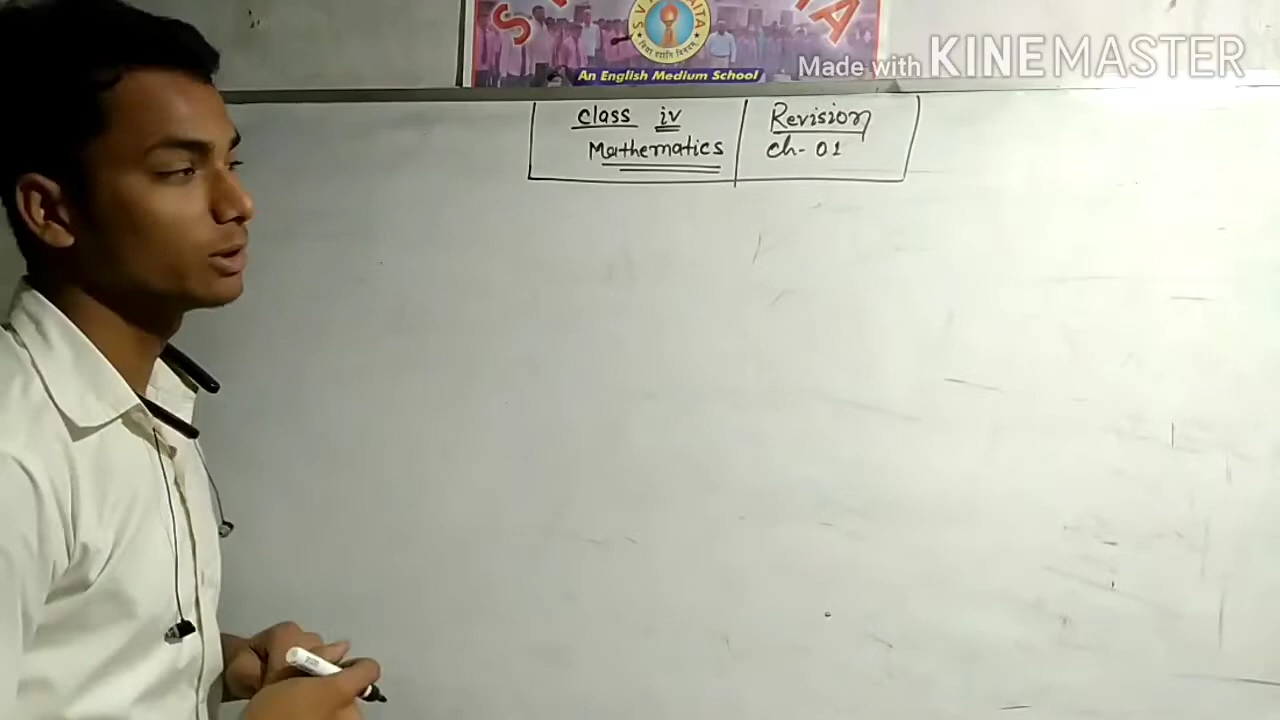 An English Medium School
Made with KINEMASTER
class iv
Mathematics
Revision
ch- 01